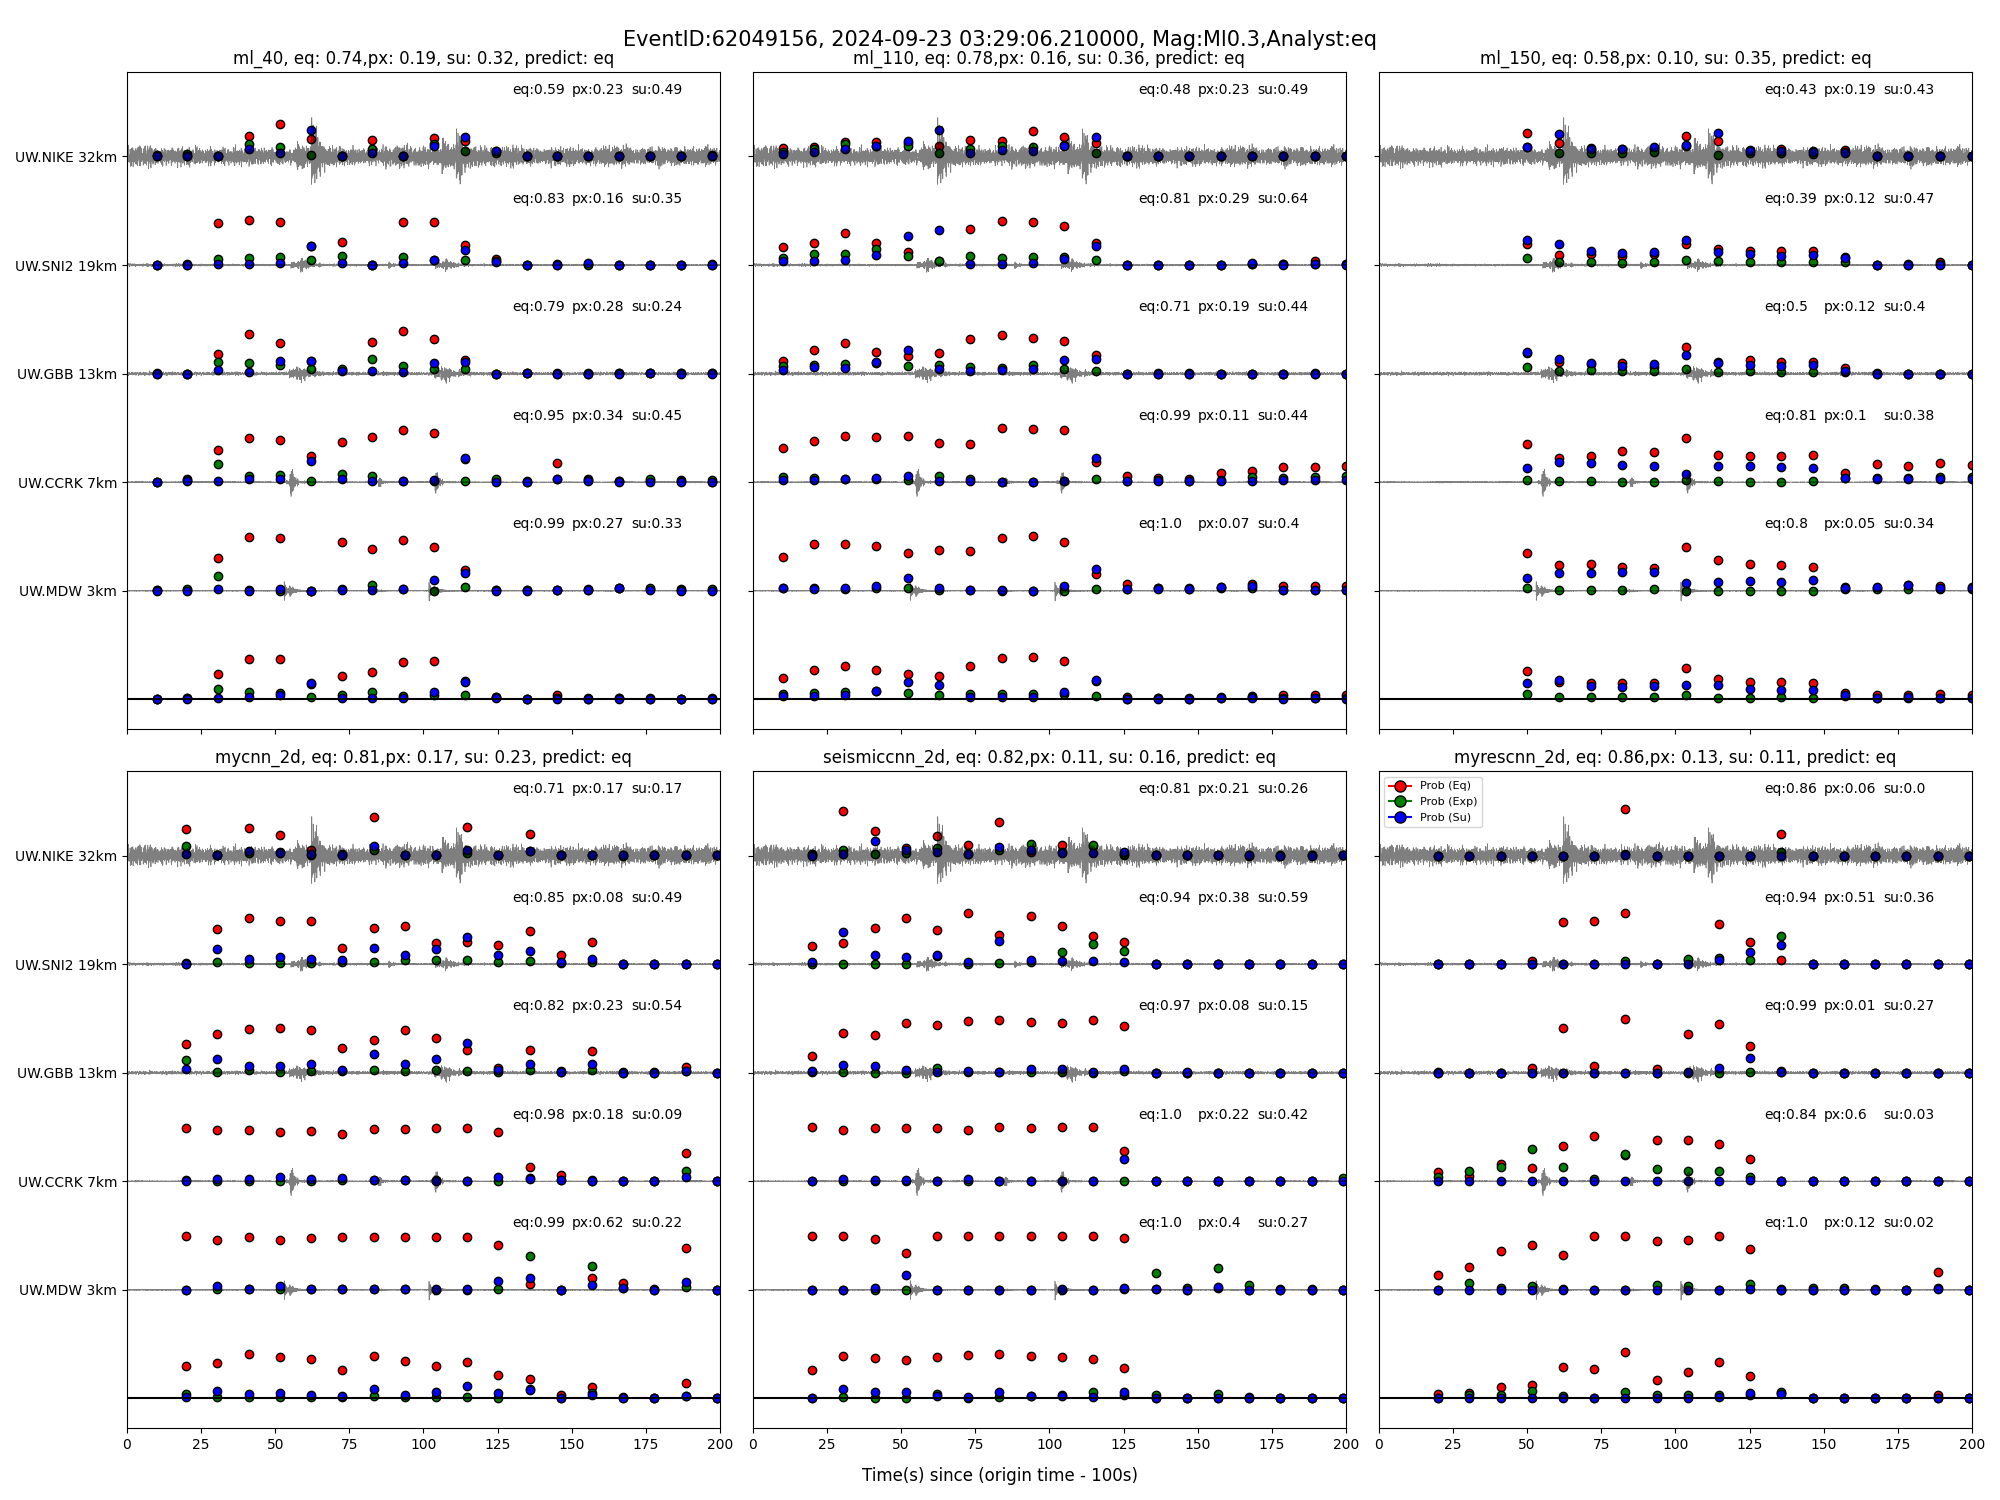 EventID:62049156, 2024-09-23 03:29:06.210000, Mag:Ml0.3,Analyst:eq
ml_40, eq: 0.74,px: 0.19, su: 0.32, predict: eq
UW.NIKE 32km
eq:0.59 px:0.23 su:0.49
UW.SNI2 19km
eq:0.83 px:0.16 su:0.35
UW.GBB 13km
eq:0.79 px:0.28 su:0.24
UW.CCRK 7km
eq:0.95 px:0.34 su:0.45
UW.MDW 3km
eq:0.99 px:0.27 su:0.33
ml_110, eq: 0.78,px: 0.16, su: 0.36, predict: eq
eq:0.48 px:0.23 su:0.49
eq:0.81 px:0.29 su:0.64
eq:0.71 px:0.19 su:0.44
eq:0.99 px:0.11 su:0.44
eq:1.0 px:0.07 su:0.4
ml_150, eq: 0.58,px: 0.10, su: 0.35, predict: eq
eq:0.43 px:0.19 su:0.43
eq:0.39 px:0.12 su:0.47
eq:0.5 px:0.12 su:0.4
eq:0.81 px:0.1 su:0.38
eq:0.8 px:0.05 su:0.34
mycnn_2d, eq: 0.81,px: 0.17, su: 0.23, predict: eq
UW.NIKE 32km
eq:0.71 px:0.17 su:0.17
UW.SNI2 19km
eq:0.85 px:0.08 su:0.49
UW.GBB 13km
eq:0.82 px:0.23 su:0.54
UW.CCRK 7km
eq:0.98 px:0.18 su:0.09
UW.MDW 3km
eq:0.99 px:0.62 su:0.22
0 25 50 75 100 125 150 175 200
seismiccnn_2d, eq: 0.82,px: 0.11, su: 0.16, predict: eq
eq:0.81 px:0.21 su:0.26
eq:0.94 px:0.38 su:0.59
eq:0.97 px:0.08 su:0.15
eq:1.0 px:0.22 su:0.42
eq:1.0 px:0.4 su:0.27
0 25 50 75 100 125 150 175 200
myrescnn_2d, eq: 0.86,px: 0.13, su: 0.11, predict: eq
Prob (Eq)
Prob (Exp)
Prob (Su)
eq:0.86 px:0.06 su:0.0
eq:0.94 px:0.51 su:0.36
eq:0.99 px:0.01 su:0.27
eq:0.84 px:0.6 su:0.03
eq:1.0 px:0.12 su:0.02
0 25 50 75 100 125 150 175 200
Time(s) since (origin time - 100s)